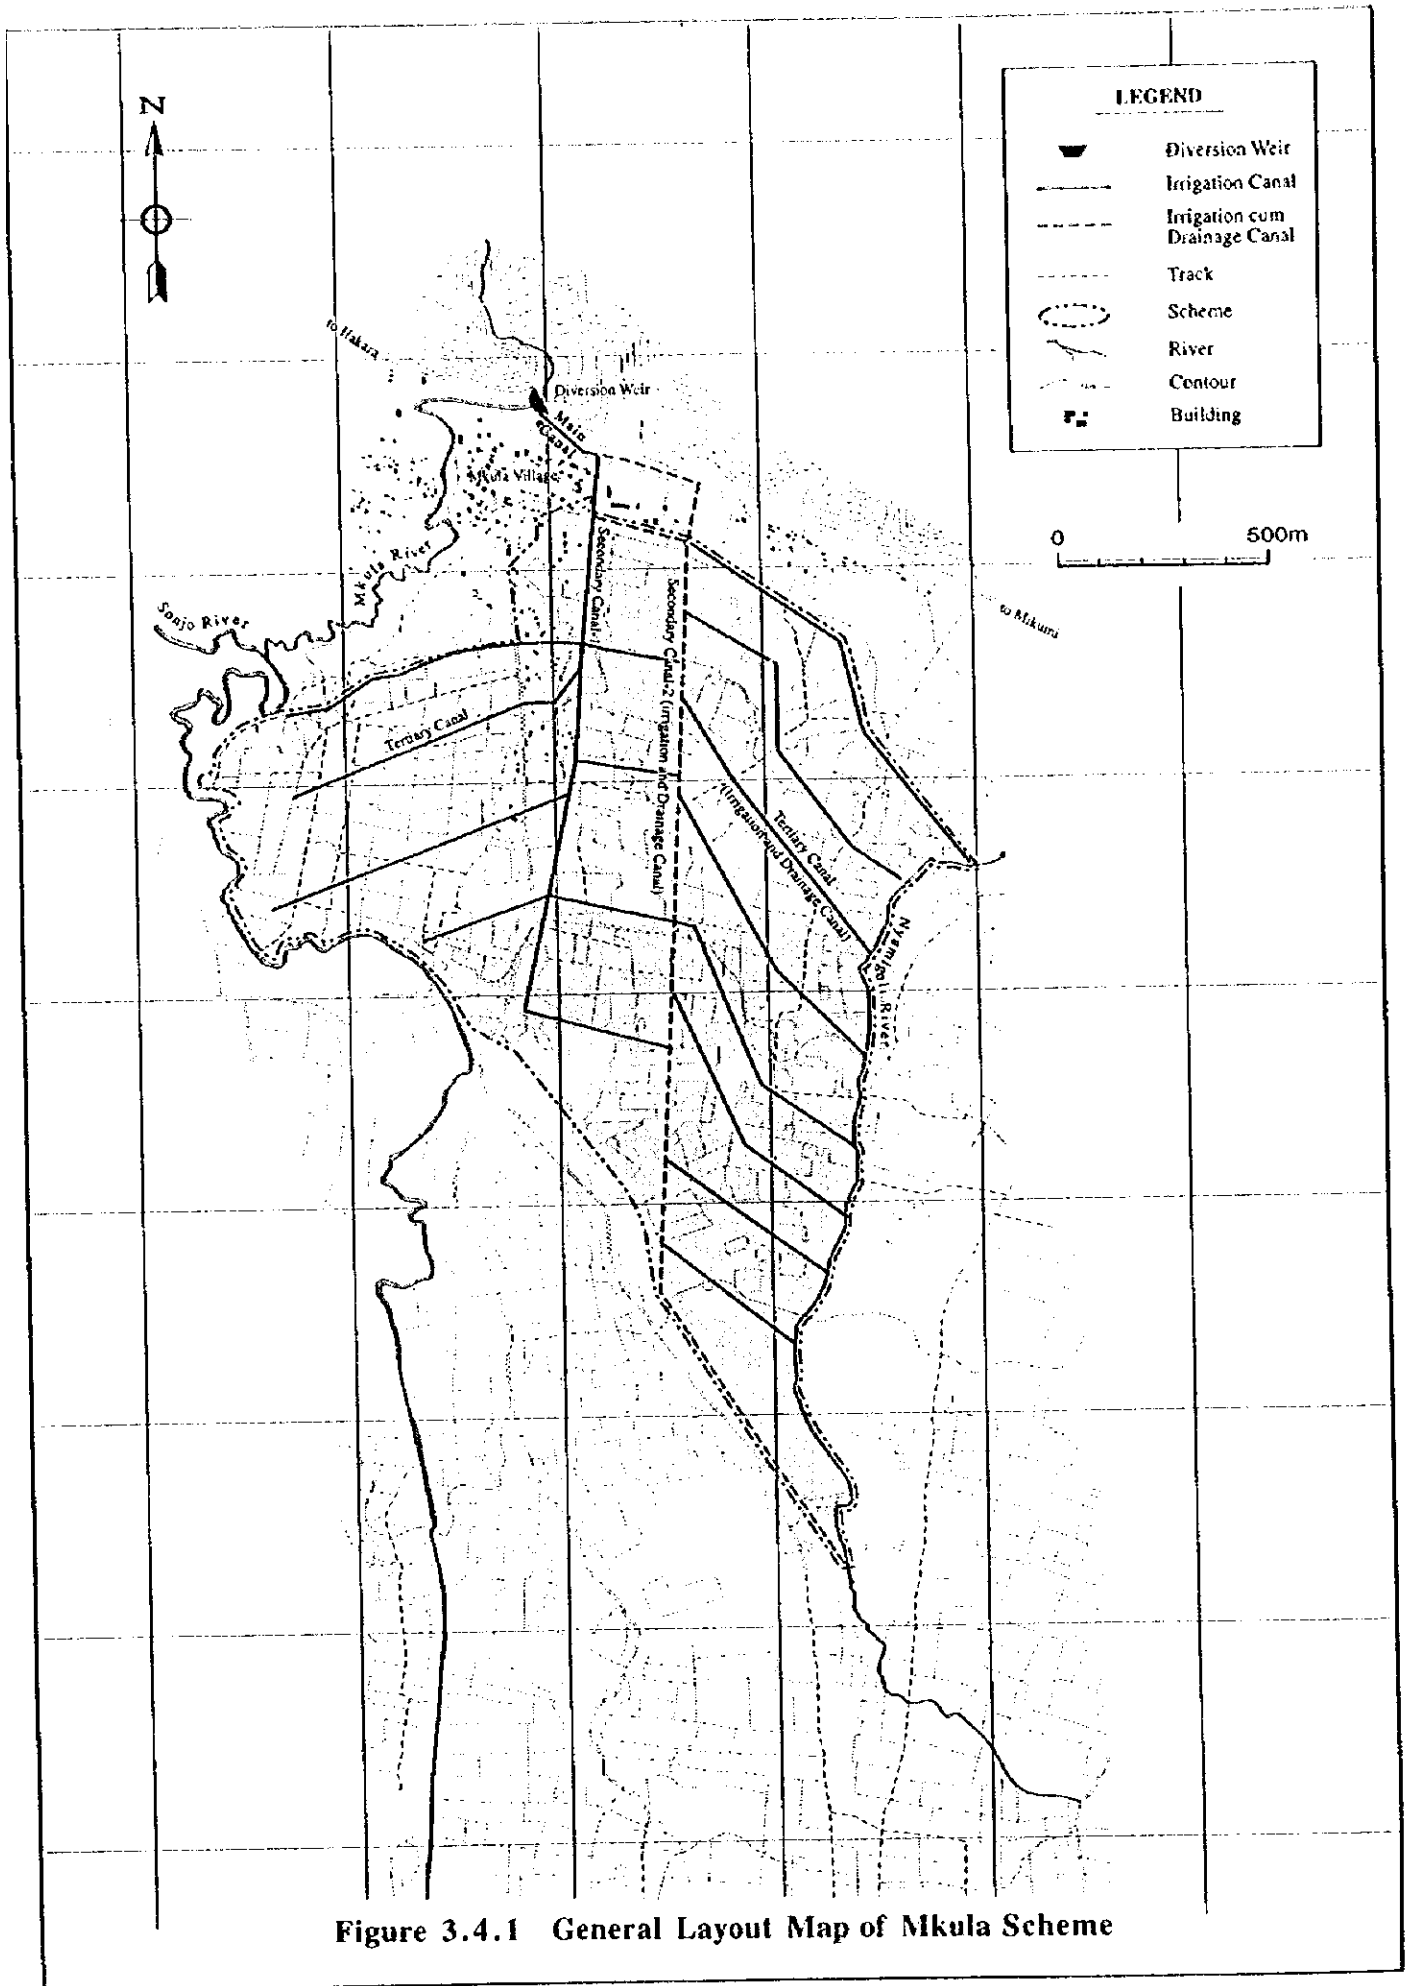 LEGEND
Diversion Weir
Irrigation Canal
Irrigation cum
Drainage Canal
Track
Scheme
River
Contour
Building
N
to Hakara
Diversion Weir
Main
Canal
Mkula Village
0 500m
Secondary Canal-1
Mkula River
Sonjo River
to Mikumi
Secondary Canal-2 (Irrigation and Drainage Canal)
Tertiary Canal
Tertiary Canal
(Irrigation and Drainage Canal)
River
Figure 3.4.1 General Layout Map of Mkula Scheme